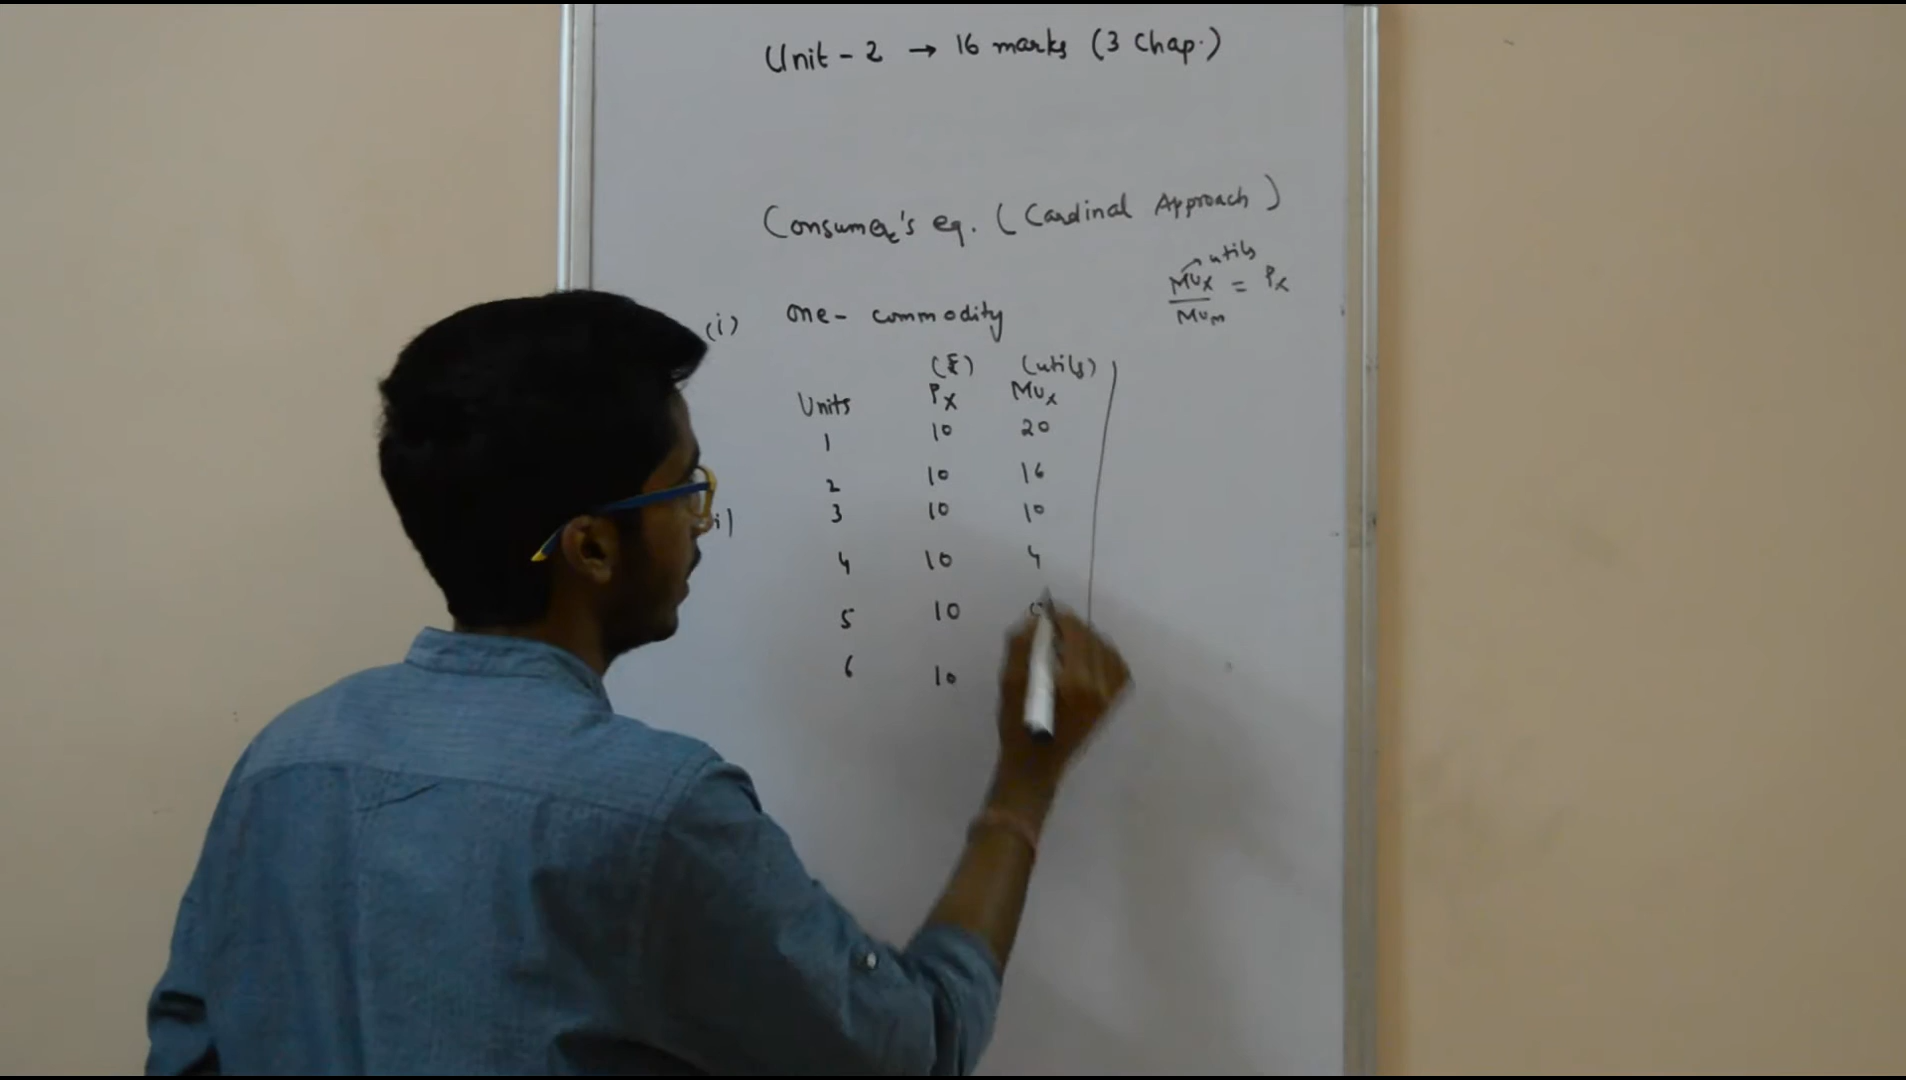 Unit - 2 → 16 marks (3 Chap.)
Consumer's eq. (Cardinal Approach)
utils
MUx / MUm = Px
(i) one - commodity
(₹) (utils)
Units Px MUx
1 10 20
2 10 16
3 10 10
4 10 4
5 10 0
6 10